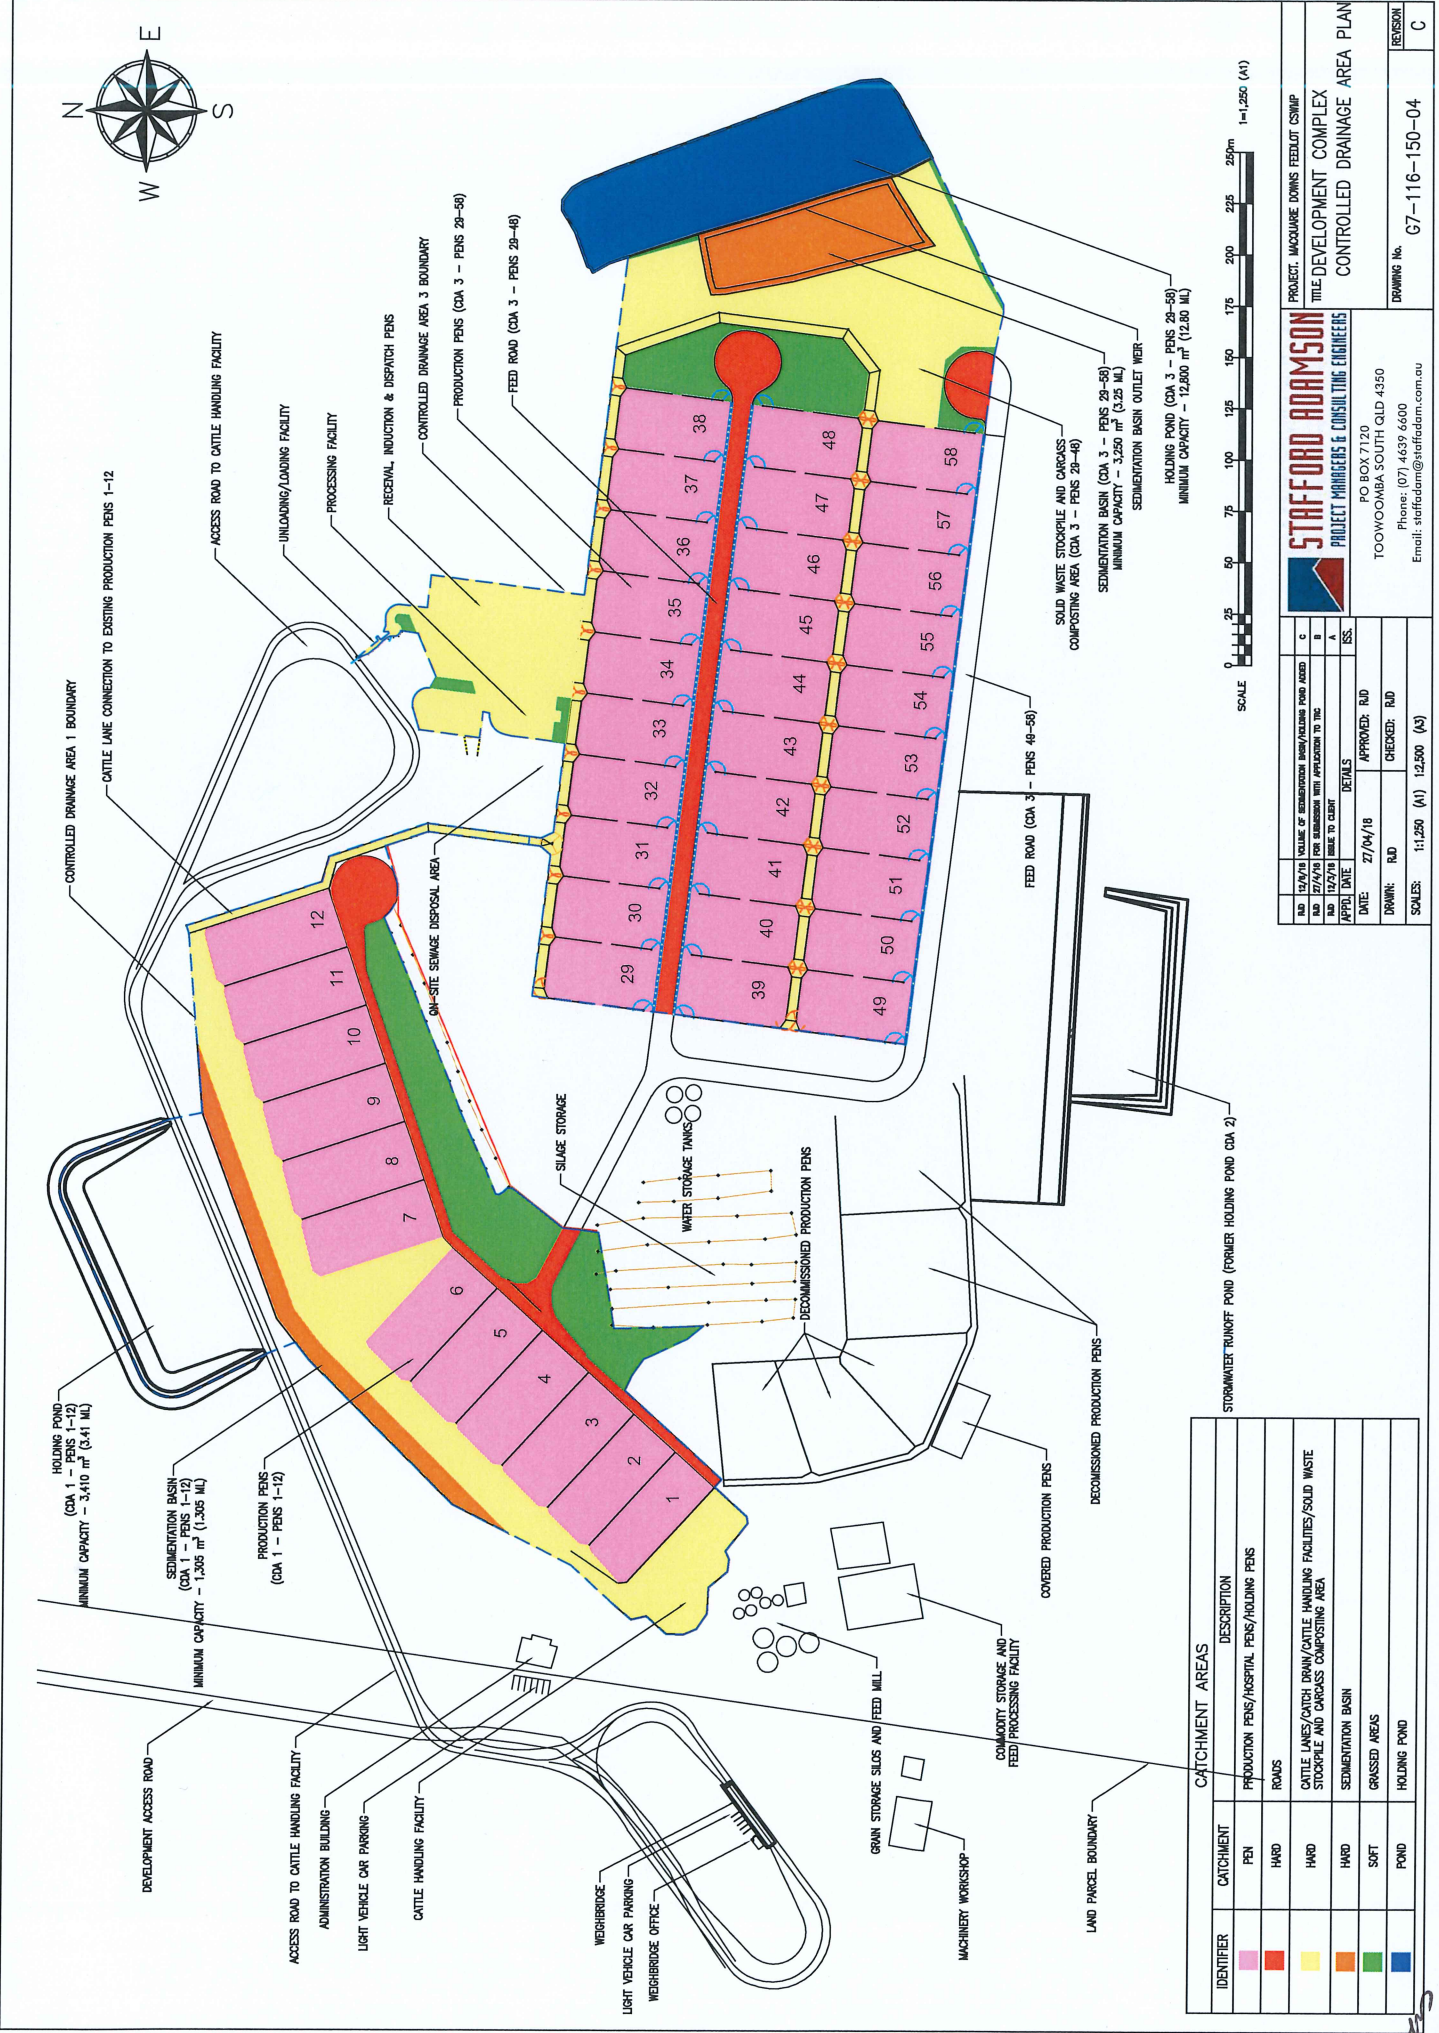 N
E
S
W
CONTROLLED DRAINAGE AREA 1 BOUNDARY
CATTLE LANE CONNECTION TO EXISTING PRODUCTION PENS 1-12
ACCESS ROAD TO CATTLE HANDLING FACILITY
UNLOADING/LOADING FACILITY
PROCESSING FACILITY
RECEIVAL, INDUCTION & DISPATCH PENS
CONTROLLED DRAINAGE AREA 3 BOUNDARY
PRODUCTION PENS (CDA 3 - PENS 29-58)
FEED ROAD (CDA 3 - PENS 29-48)
HOLDING POND
(CDA 1 - PENS 1-12)
MINIMUM CAPACITY - 3,410 m³ (3.41 ML)
SEDIMENTATION BASIN
(CDA 1 - PENS 1-12)
MINIMUM CAPACITY - 1,305 m³ (1.305 ML)
PRODUCTION PENS
(CDA 1 - PENS 1-12)
DEVELOPMENT ACCESS ROAD
ACCESS ROAD TO CATTLE HANDLING FACILITY
ADMINISTRATION BUILDING
LIGHT VEHICLE CAR PARKING
CATTLE HANDLING FACILITY
WEIGHBRIDGE
LIGHT VEHICLE CAR PARKING
WEIGHBRIDGE OFFICE
1
2
3
4
5
6
7
8
9
10
11
12
ON-SITE SEWAGE DISPOSAL AREA
SILAGE STORAGE
WATER STORAGE TANKS
DECOMMISSIONED PRODUCTION PENS
29
30
31
32
33
34
35
36
37
38
39
40
41
42
43
44
45
46
47
48
49
50
51
52
53
54
55
56
57
58
GRAIN STORAGE SILOS AND FEED MILL
MACHINERY WORKSHOP
COMMODITY STORAGE AND
FEED PROCESSING FACILITY
COVERED PRODUCTION PENS
DECOMISSIONED PRODUCTION PENS
LAND PARCEL BOUNDARY
STORMWATER RUNOFF POND (FORMER HOLDING POND CDA 2)
FEED ROAD (CDA 3 - PENS 49-58)
SOLID WASTE STOCKPILE AND CARCASS
COMPOSTING AREA (CDA 3 - PENS 29-48)
SEDIMENTATION BASIN (CDA 3 - PENS 29-58)
MINIMUM CAPACITY - 3,250 m³ (3.25 ML)
SEDIMENTATION BASIN OUTLET WEIR
HOLDING POND (CDA 3 - PENS 29-58)
MINIMUM CAPACITY - 12,800 m³ (12.80 ML)
SCALE 0 25 50 75 100 125 150 175 200 225 250m 1=1,250 (A1)
CATCHMENT AREAS
IDENTIFIER CATCHMENT DESCRIPTION
PEN PRODUCTION PENS/HOSPITAL PENS/HOLDING PENS
HARD ROADS
HARD CATTLE LANES/CATCH DRAIN/CATTLE HANDLING FACILITIES/SOLID WASTE
STOCKPILE AND CARCASS COMPOSTING AREA
HARD SEDIMENTATION BASIN
SOFT GRASSED AREAS
POND HOLDING POND
RJD 12/9/18 VOLUME OF SEDIMENTATION BASIN/HOLDING POND ADDED C
RJD 27/4/18 FOR SUBMISSION WITH APPLICATION TO TRC B
RJD 12/3/18 ISSUE TO CLIENT A
APPD. DATE DETAILS ISS.
DATE: 27/04/18 APPROVED: RJD
DRAWN: RJD CHECKED: RJD
SCALES: 1:1,250 (A1) 1:2,500 (A3)
STAFFORD ADAMSON
PROJECT MANAGERS & CONSULTING ENGINEERS
PO BOX 7120
TOOWOOMBA SOUTH QLD 4350
Phone: (07) 4639 6600
Email: staffadam@staffadam.com.au
PROJECT. MACQUARIE DOWNS FEEDLOT CSWMP
TITLE DEVELOPMENT COMPLEX
CONTROLLED DRAINAGE AREA PLAN
DRAWING No. G7-116-150-04
REVISION C